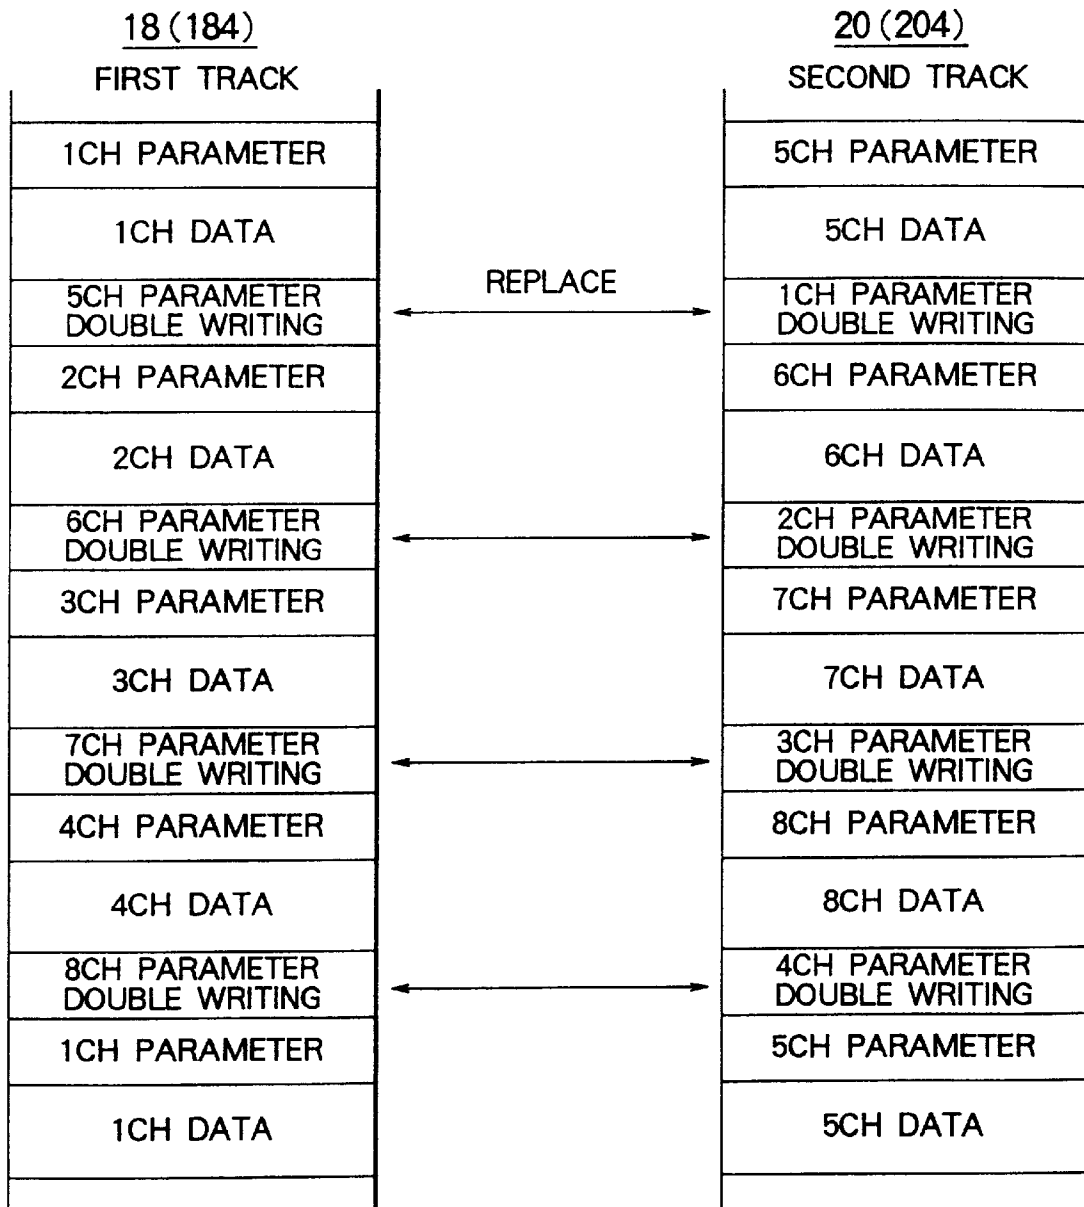 18(184)
FIRST TRACK
1CH PARAMETER
1CH DATA
5CH PARAMETER
DOUBLE WRITING
2CH PARAMETER
2CH DATA
6CH PARAMETER
DOUBLE WRITING
3CH PARAMETER
3CH DATA
7CH PARAMETER
DOUBLE WRITING
4CH PARAMETER
4CH DATA
8CH PARAMETER
DOUBLE WRITING
1CH PARAMETER
1CH DATA
REPLACE
20(204)
SECOND TRACK
5CH PARAMETER
5CH DATA
1CH PARAMETER
DOUBLE WRITING
6CH PARAMETER
6CH DATA
2CH PARAMETER
DOUBLE WRITING
7CH PARAMETER
7CH DATA
3CH PARAMETER
DOUBLE WRITING
8CH PARAMETER
8CH DATA
4CH PARAMETER
DOUBLE WRITING
5CH PARAMETER
5CH DATA